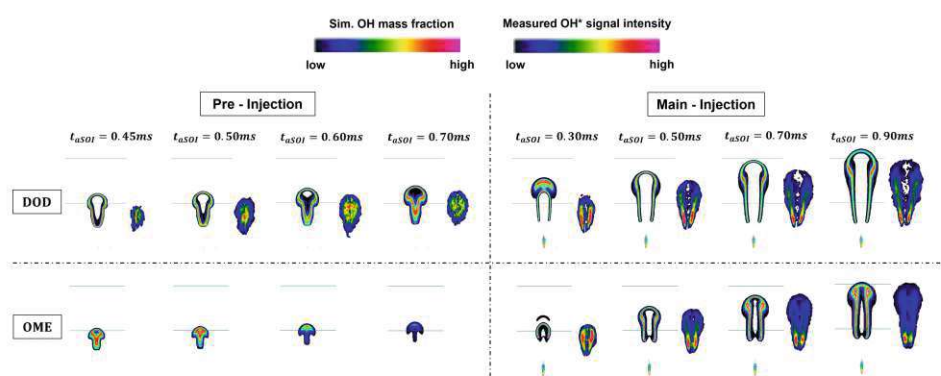 Sim. OH mass fraction
Measured OH* signal intensity
low high
low high
Pre - Injection
Main - Injection
t_aSOI = 0.45ms t_aSOI = 0.50ms t_aSOI = 0.60ms t_aSOI = 0.70ms
t_aSOI = 0.30ms t_aSOI = 0.50ms t_aSOI = 0.70ms t_aSOI = 0.90ms
DOD
OME